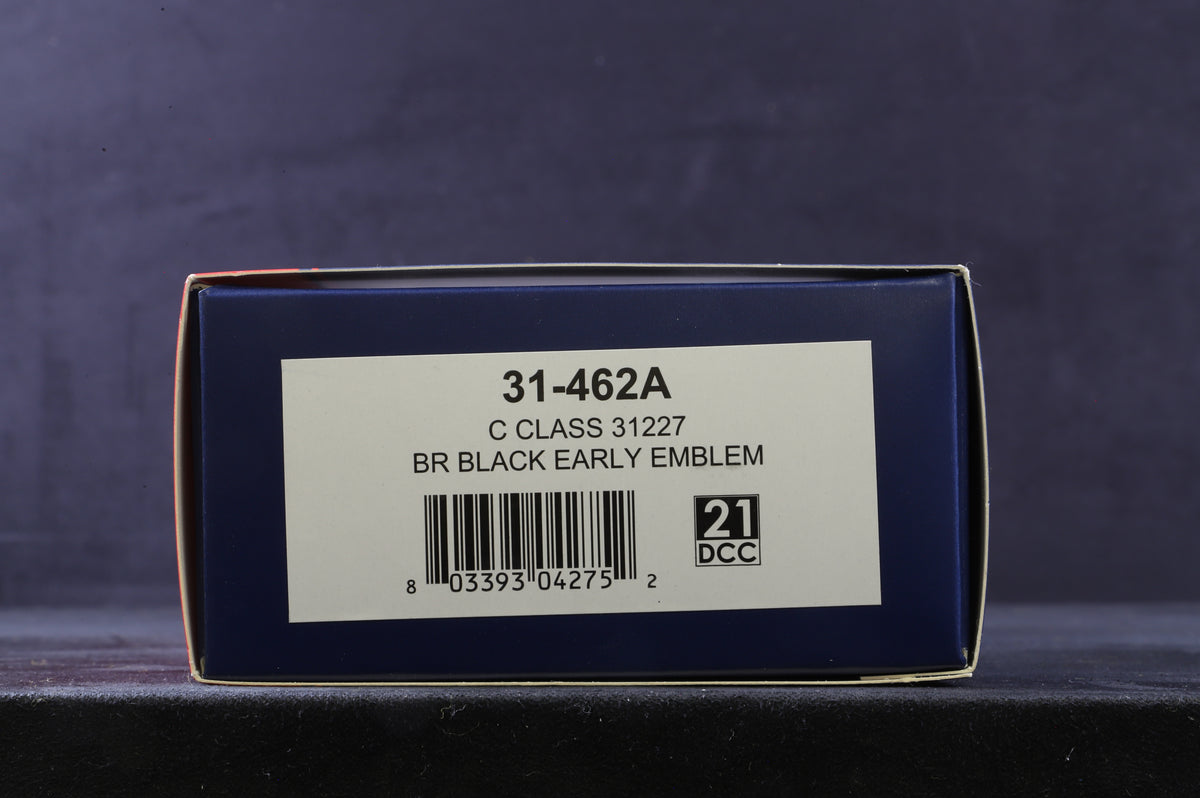 31-462A
C CLASS 31227
BR BLACK EARLY EMBLEM
21
DCC
8 03393 04275 2